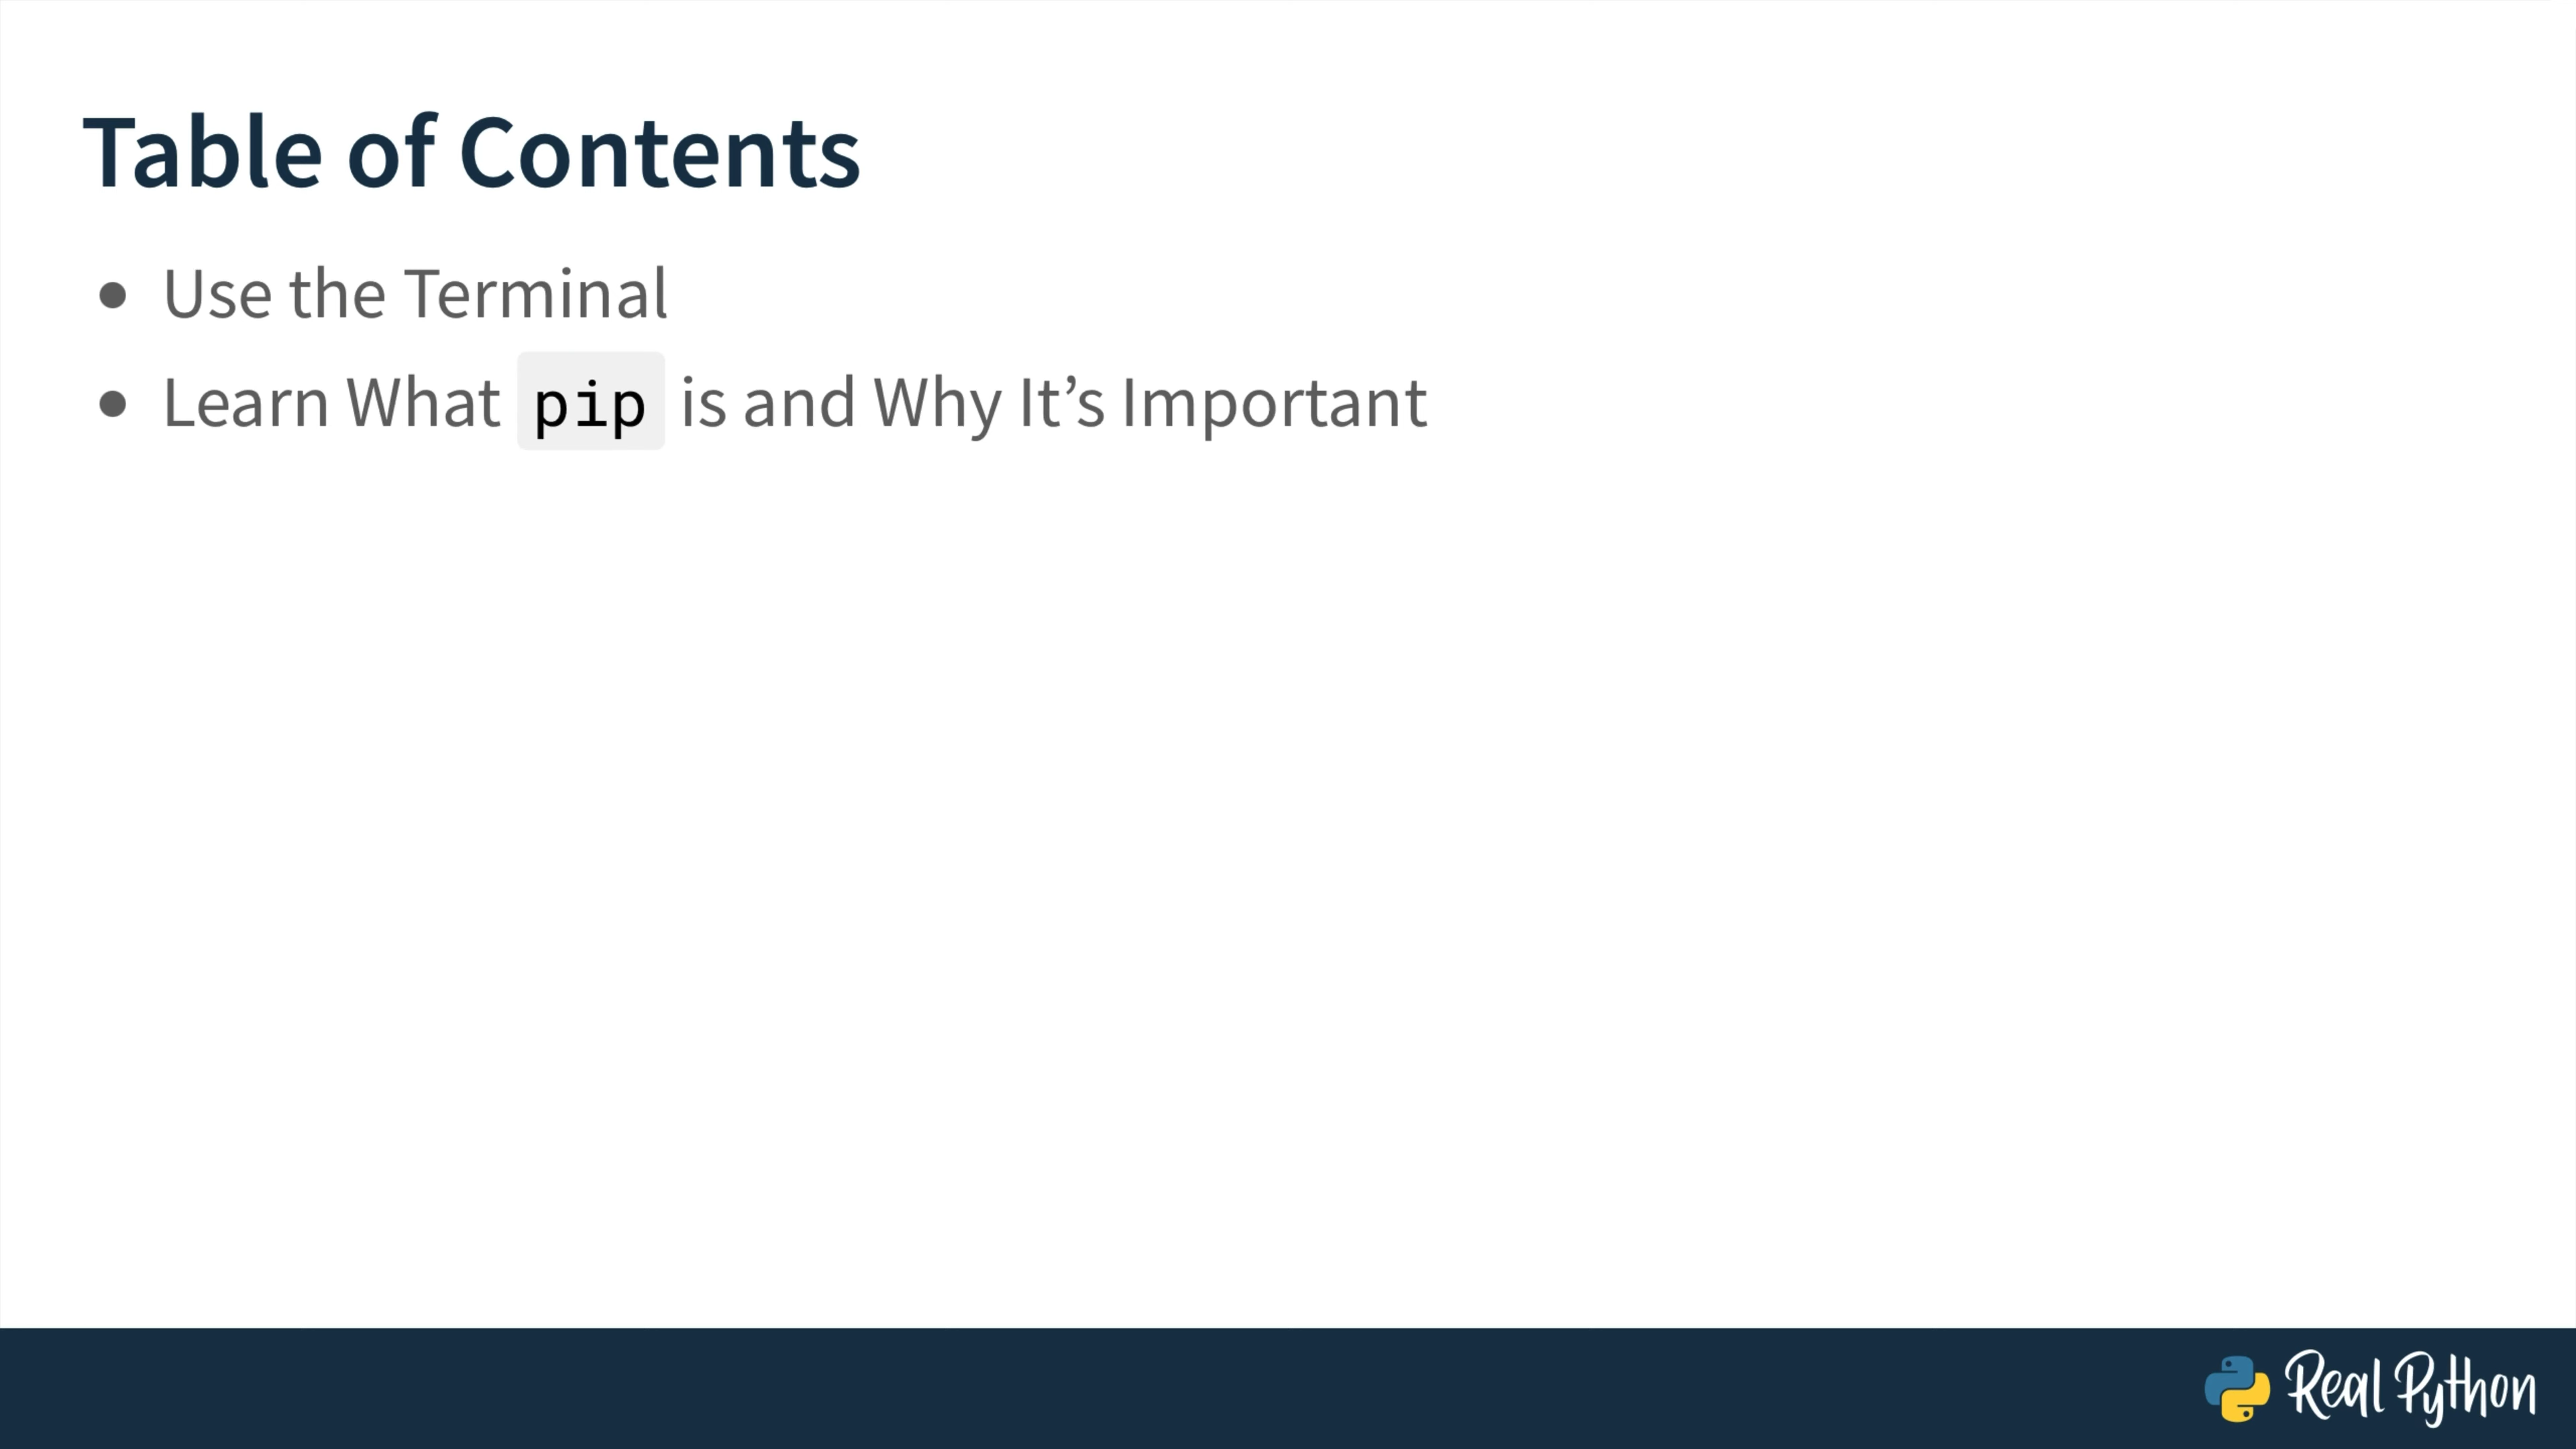 Table of Contents
● Use the Terminal
● Learn What pip is and Why It’s Important
Real Python